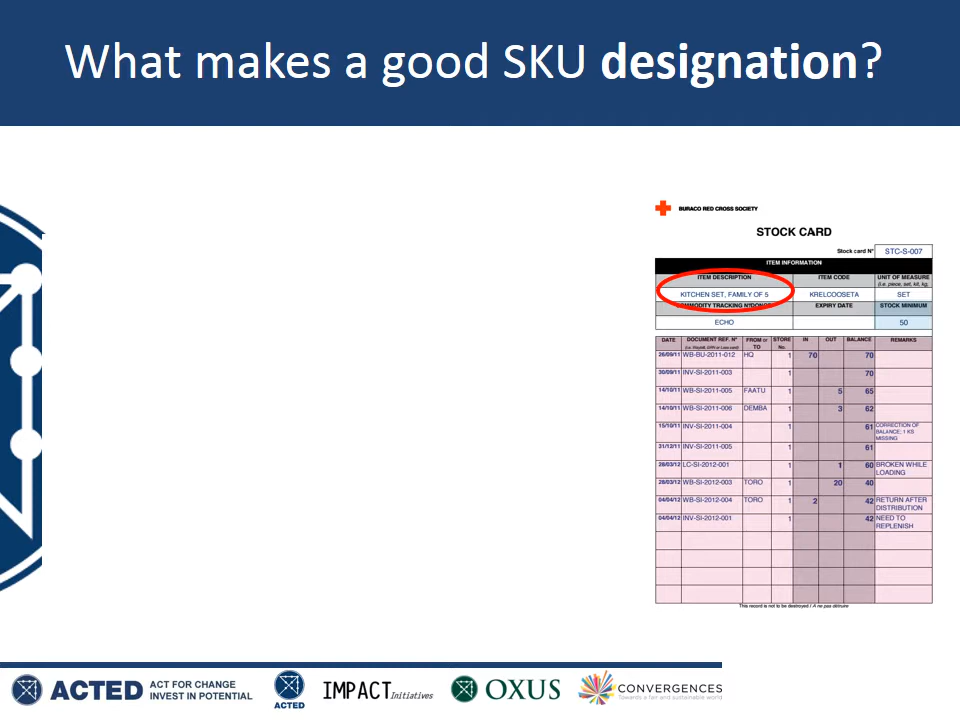 What makes a good SKU designation?
BURACO RED CROSS SOCIETY
STOCK CARD
Stock card N° STC-S-007
ITEM INFORMATION
ITEM DESCRIPTION ITEM CODE UNIT OF MEASURE
(i.e. piece, set, kit, kg,
KITCHEN SET, FAMILY OF 5 KRELCOOSETA SET
EXPIRY DATE STOCK MINIMUM
ECHO 50
DATE DOCUMENT REF. N° FROM or TO STORE No. IN OUT BALANCE REMARKS
26/09/11 WB-BU-2011-012 HQ 1 70 70
30/09/11 INV-SI-2011-003 1 70
14/10/11 WB-SI-2011-005 FAATU 1 5 65
14/10/11 WB-SI-2011-006 DEMBA 1 3 62
15/10/11 INV-SI-2011-004 1 61 CORRECTION OF BALANCE; 1 KS MISSING
31/12/11 INV-SI-2011-005 1 61
28/03/12 LC-SI-2012-001 1 1 60 BROKEN WHILE LOADING
28/03/12 WB-SI-2012-003 TORO 1 20 40
04/04/12 WB-SI-2012-004 TORO 1 2 42 RETURN AFTER DISTRIBUTION
04/04/12 INV-SI-2012-001 1 42 NEED TO REPLENISH
This record is not to be destroyed / A ne pas détruire
ACTED ACT FOR CHANGE INVEST IN POTENTIAL
ACTED
IMPACT Initiatives
OXUS
CONVERGENCES
Towards a fair and sustainable world